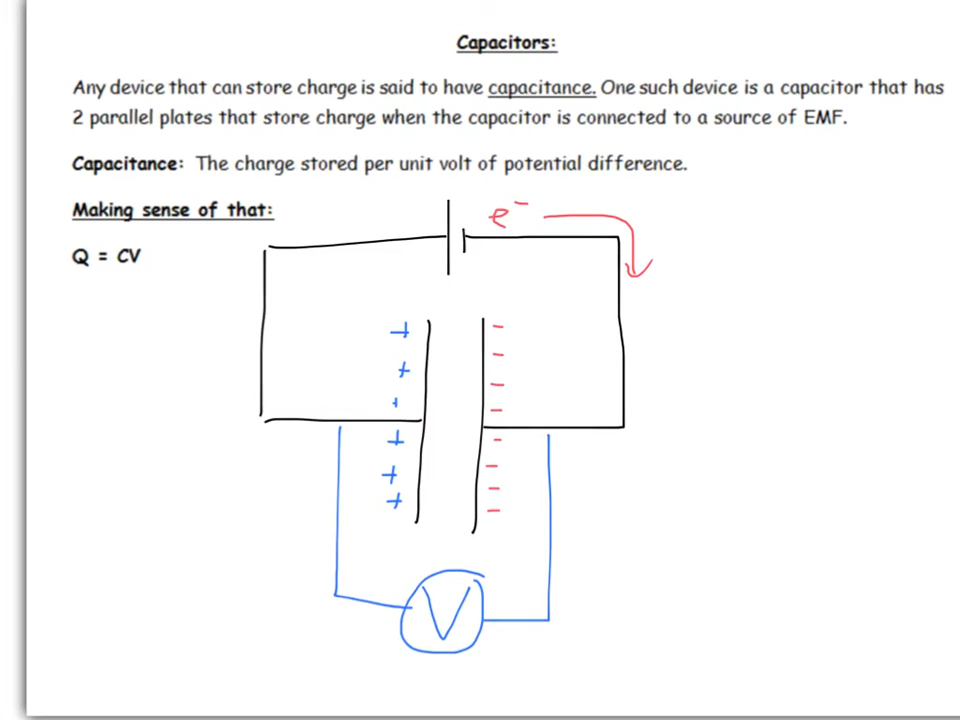 Capacitors:
Any device that can store charge is said to have capacitance. One such device is a capacitor that has
2 parallel plates that store charge when the capacitor is connected to a source of EMF.
Capacitance: The charge stored per unit volt of potential difference.
Making sense of that:
e⁻
Q = CV
+ -
+ -
+ -
-
+ -
+ -
+ -
-
V